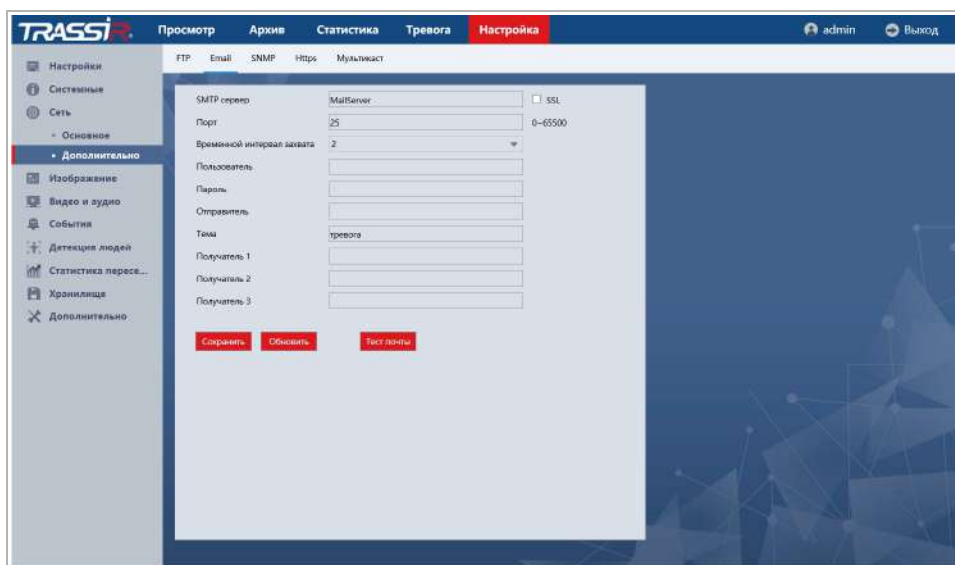 TRASSIR
Просмотр Архив Статистика Тревога Настройка admin Выход
FTP Email SNMP Https Мультикаст
Настройки
Системные
Сеть
Основное
Дополнительно
Изображение
Видео и аудио
События
Детекция людей
Статистика пересе...
Хранилище
Дополнительно
SMTP сервер MailServer SSL
Порт 25 0~65500
Временной интервал захвата 2
Пользователь
Пароль
Отправитель
Тема тревога
Получатель 1
Получатель 2
Получатель 3
Сохранить Обновить Тест почты